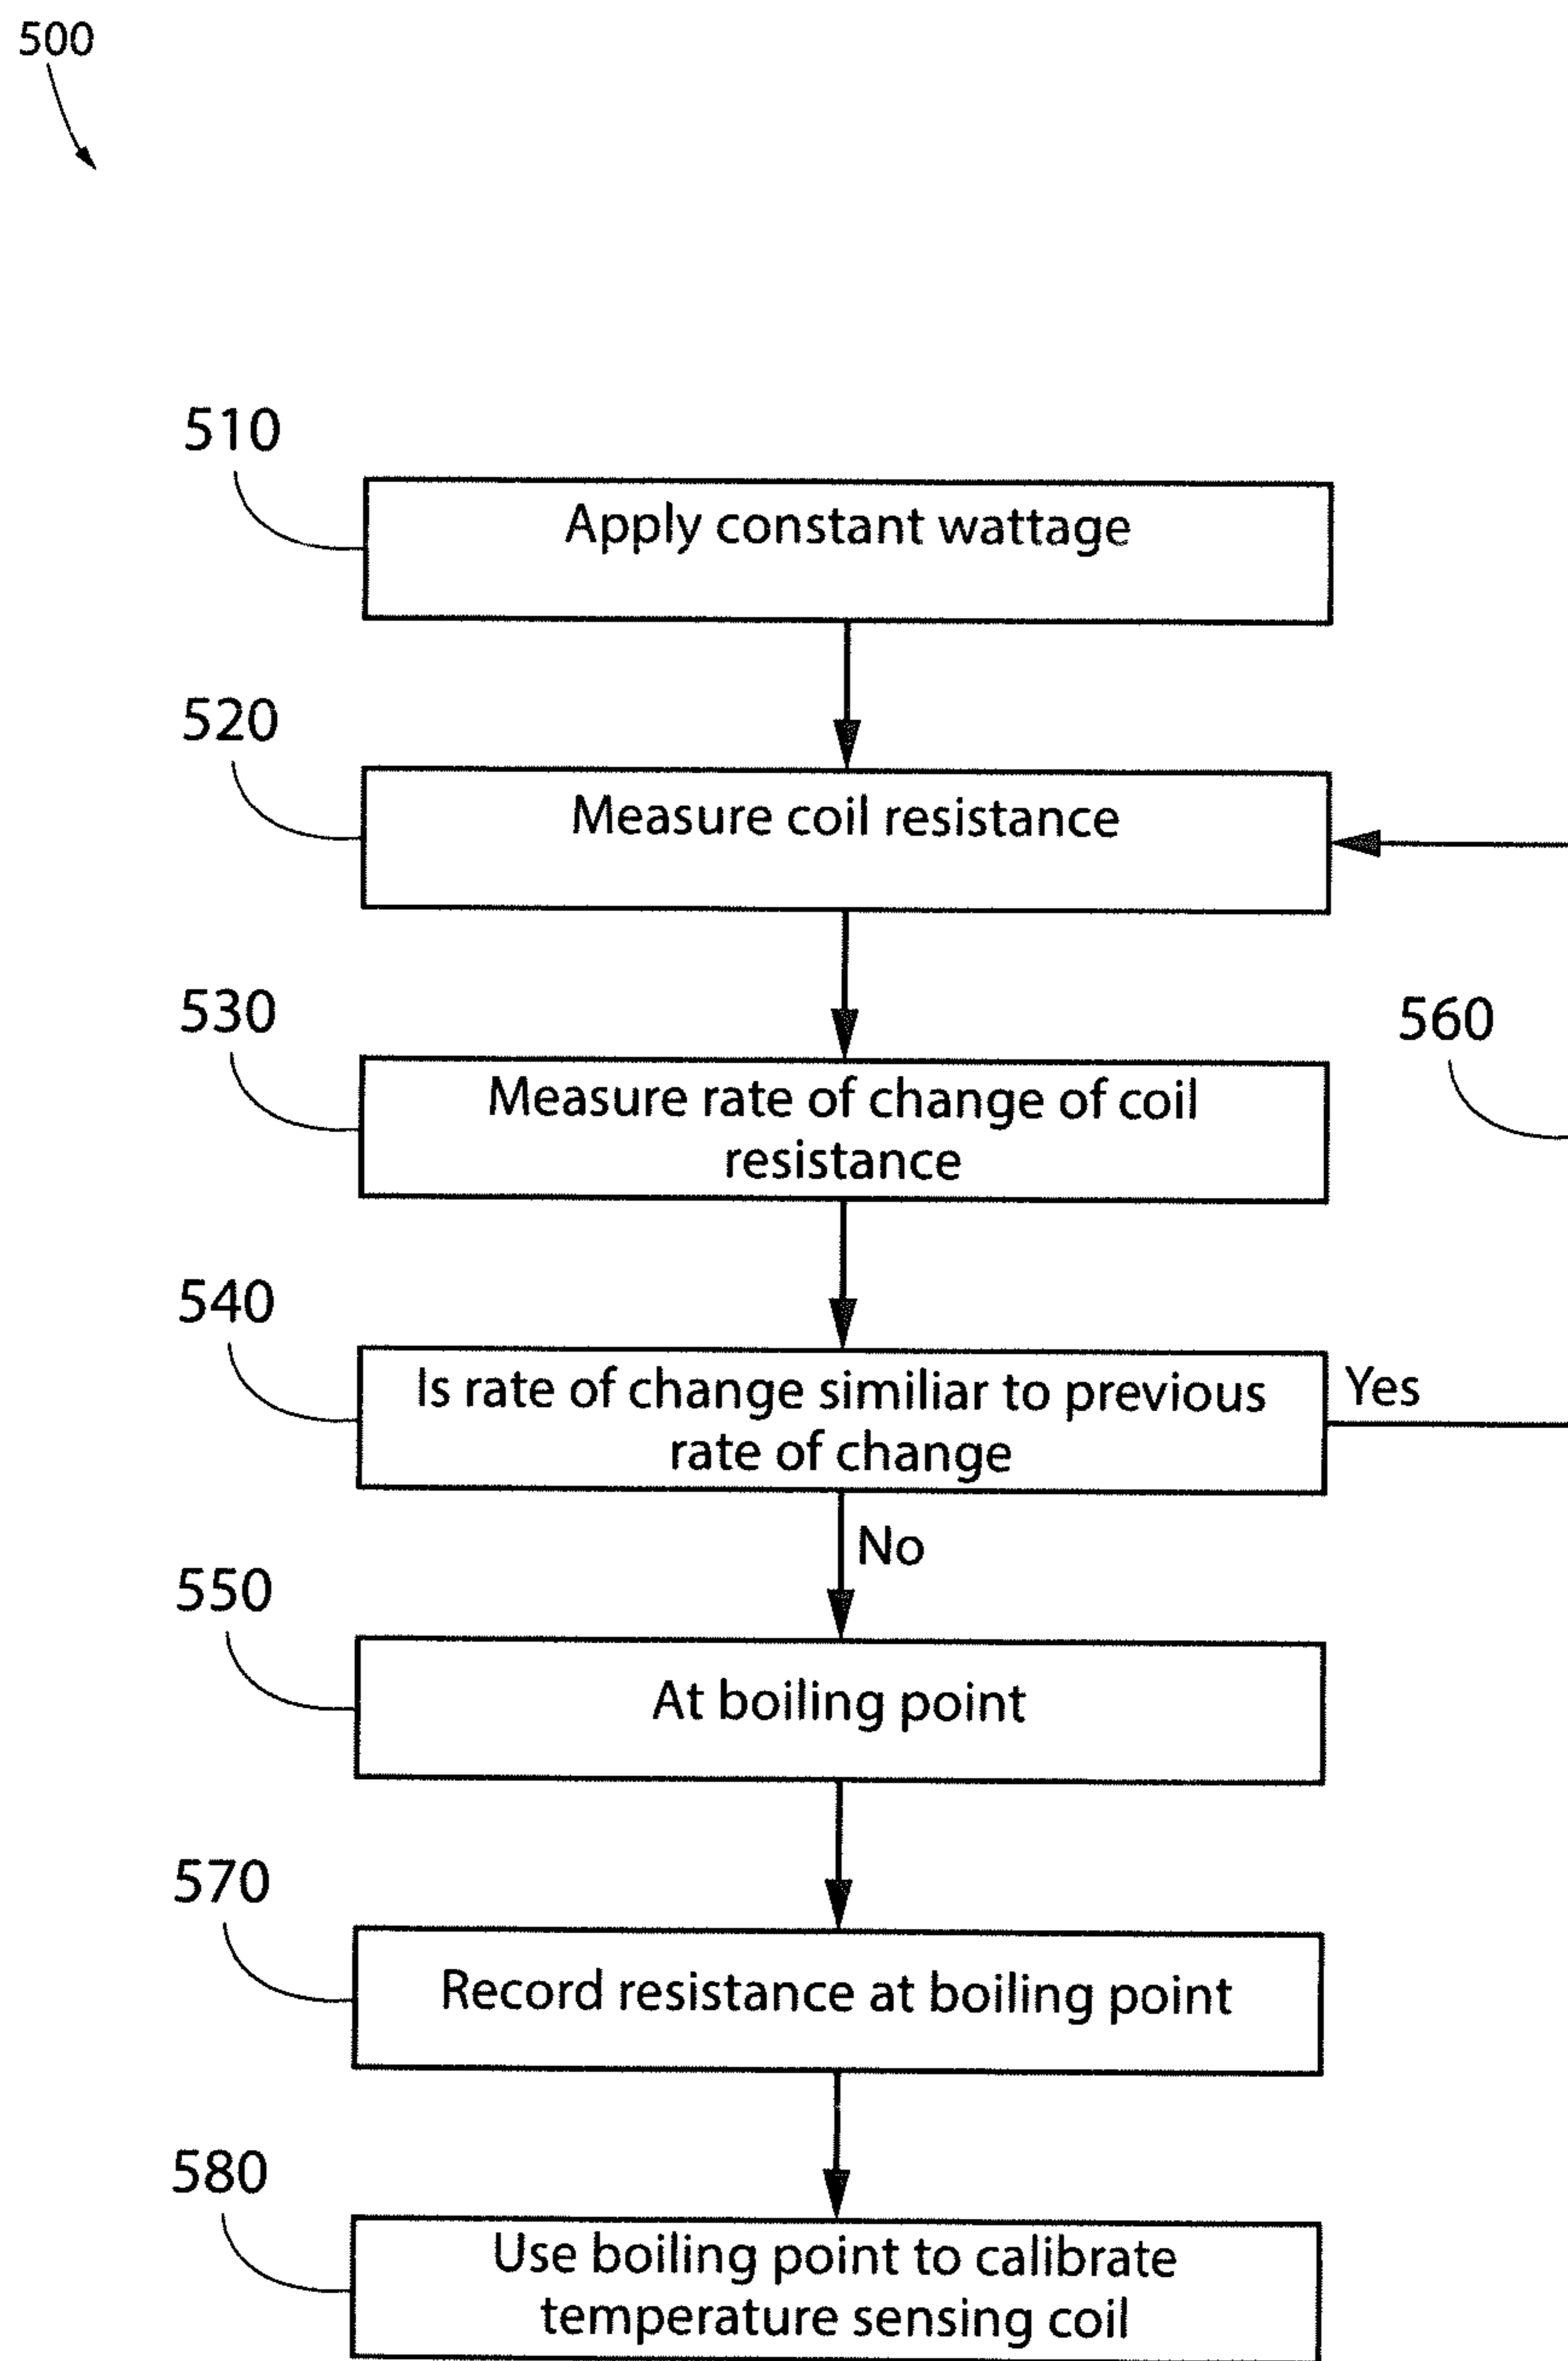 500
510
Apply constant wattage
520
Measure coil resistance
530
Measure rate of change of coil
resistance
560
540
Is rate of change similiar to previous
rate of change
Yes
No
550
At boiling point
570
Record resistance at boiling point
580
Use boiling point to calibrate
temperature sensing coil